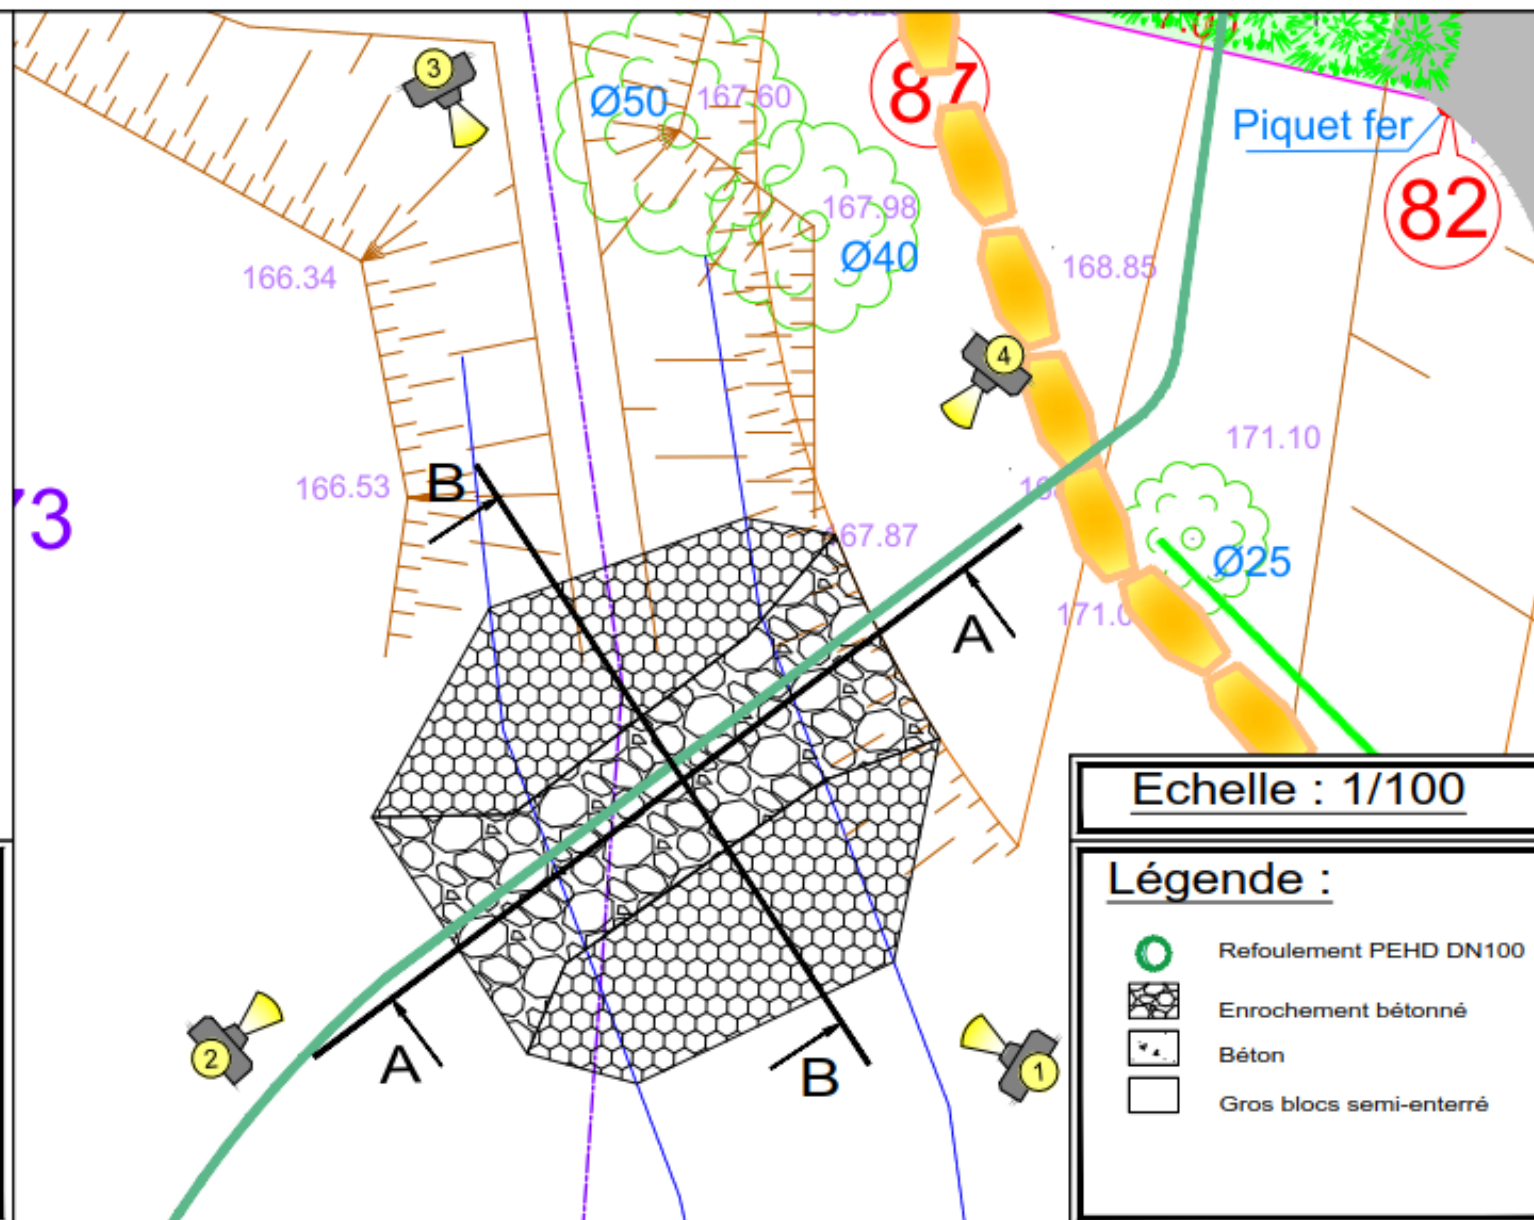 3
87
Ø50
167.60
Piquet fer
82
167.98
Ø40
166.34
168.85
4
171.10
166.53
B
73
167.87
Ø25
A
171.0
Echelle : 1/100
Légende :
Refoulement PEHD DN100
Enrochement bétonné
Béton
Gros blocs semi-enterré
2
A
B
1